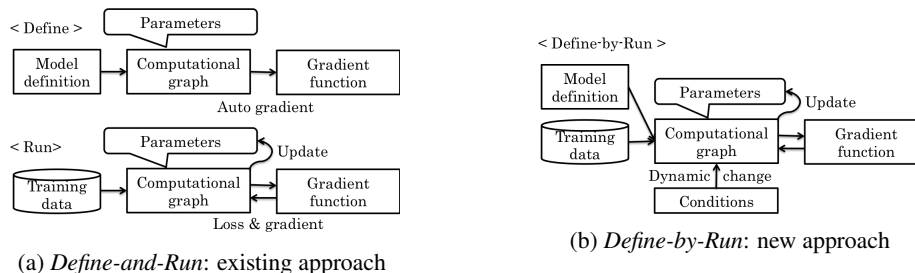 < Define >
Parameters
Model
definition
Computational
graph
Gradient
function
Auto gradient
< Run>
Parameters
Update
Training
data
Computational
graph
Gradient
function
Loss & gradient
(a) Define-and-Run: existing approach
< Define-by-Run >
Model
definition
Parameters
Update
Training
data
Computational
graph
Gradient
function
Dynamic change
Conditions
(b) Define-by-Run: new approach